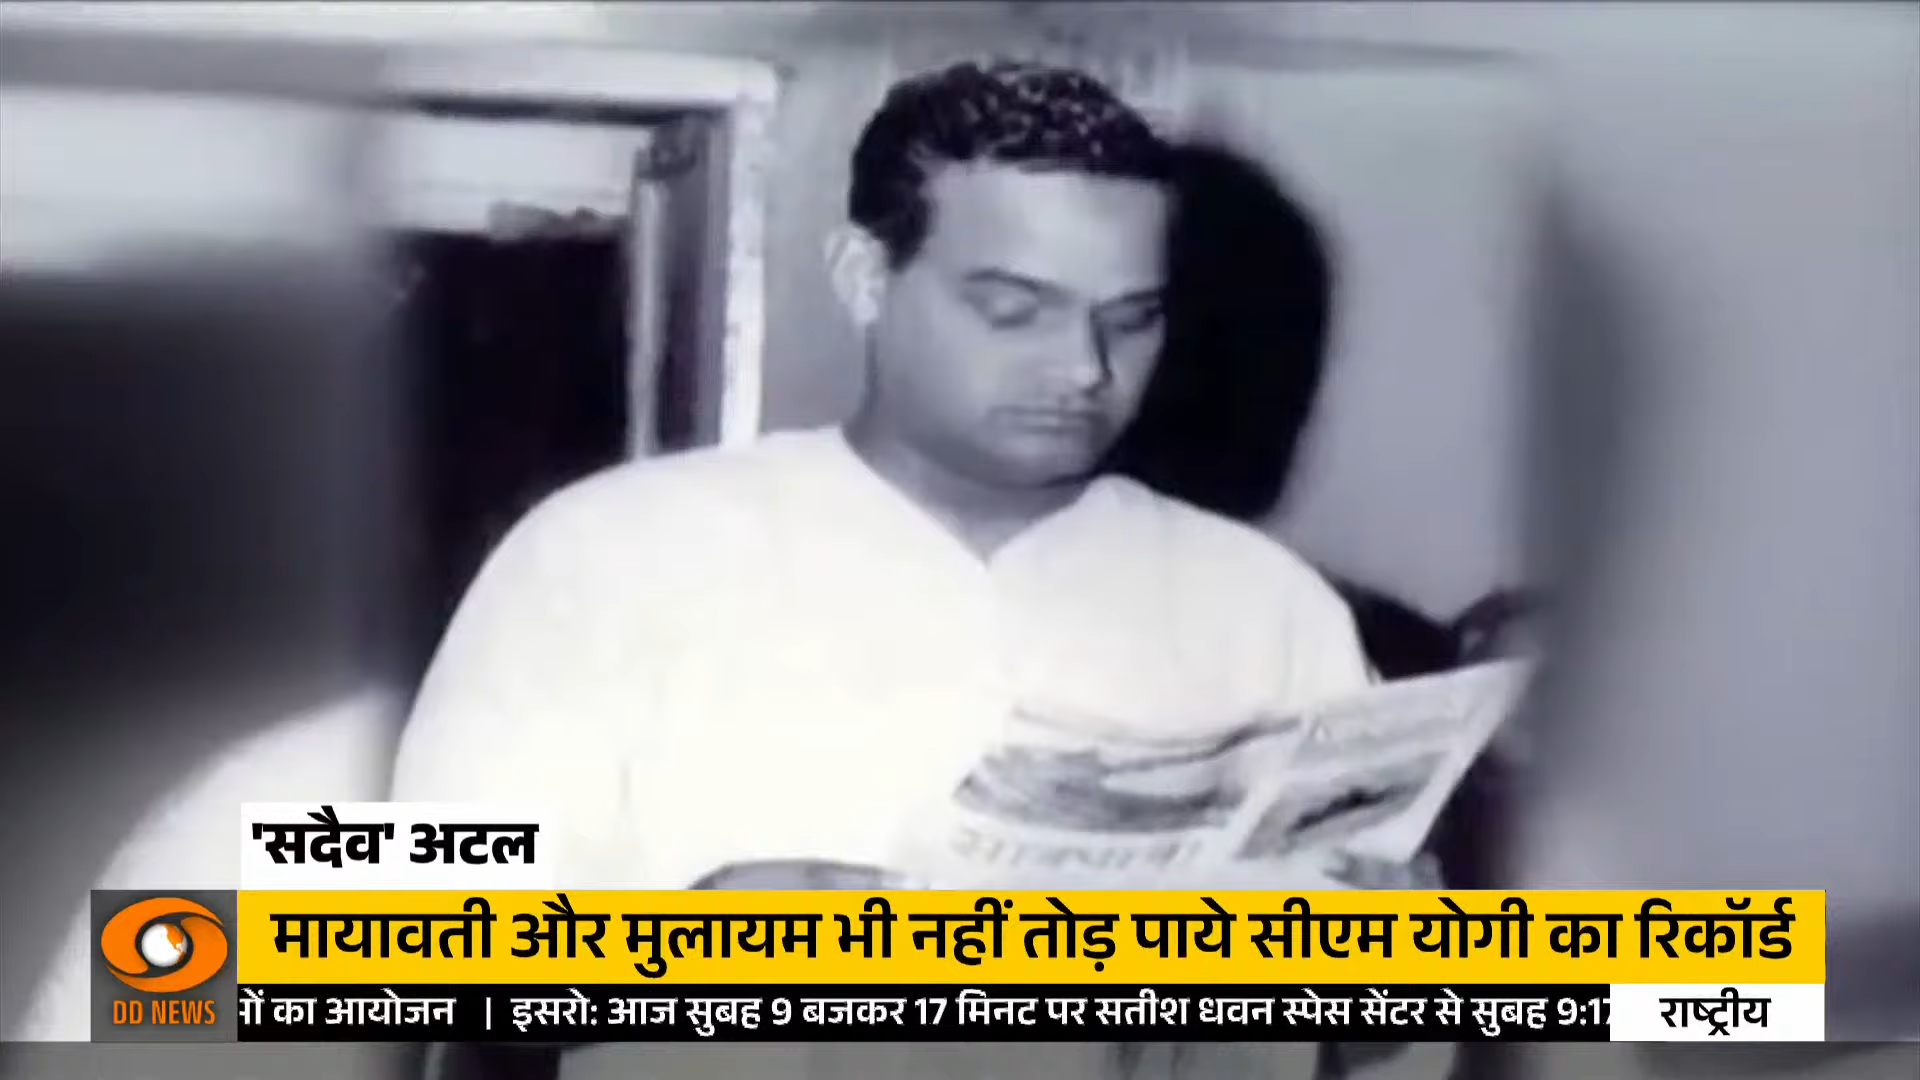 'सदैव' अटल
मायावती और मुलायम भी नहीं तोड़ पाये सीएम योगी का रिकॉर्ड
DD NEWS
का आयोजन | इसरो: आज सुबह 9 बजकर 17 मिनट पर सतीश धवन स्पेस सेंटर से सुबह 9:17
राष्ट्रीय